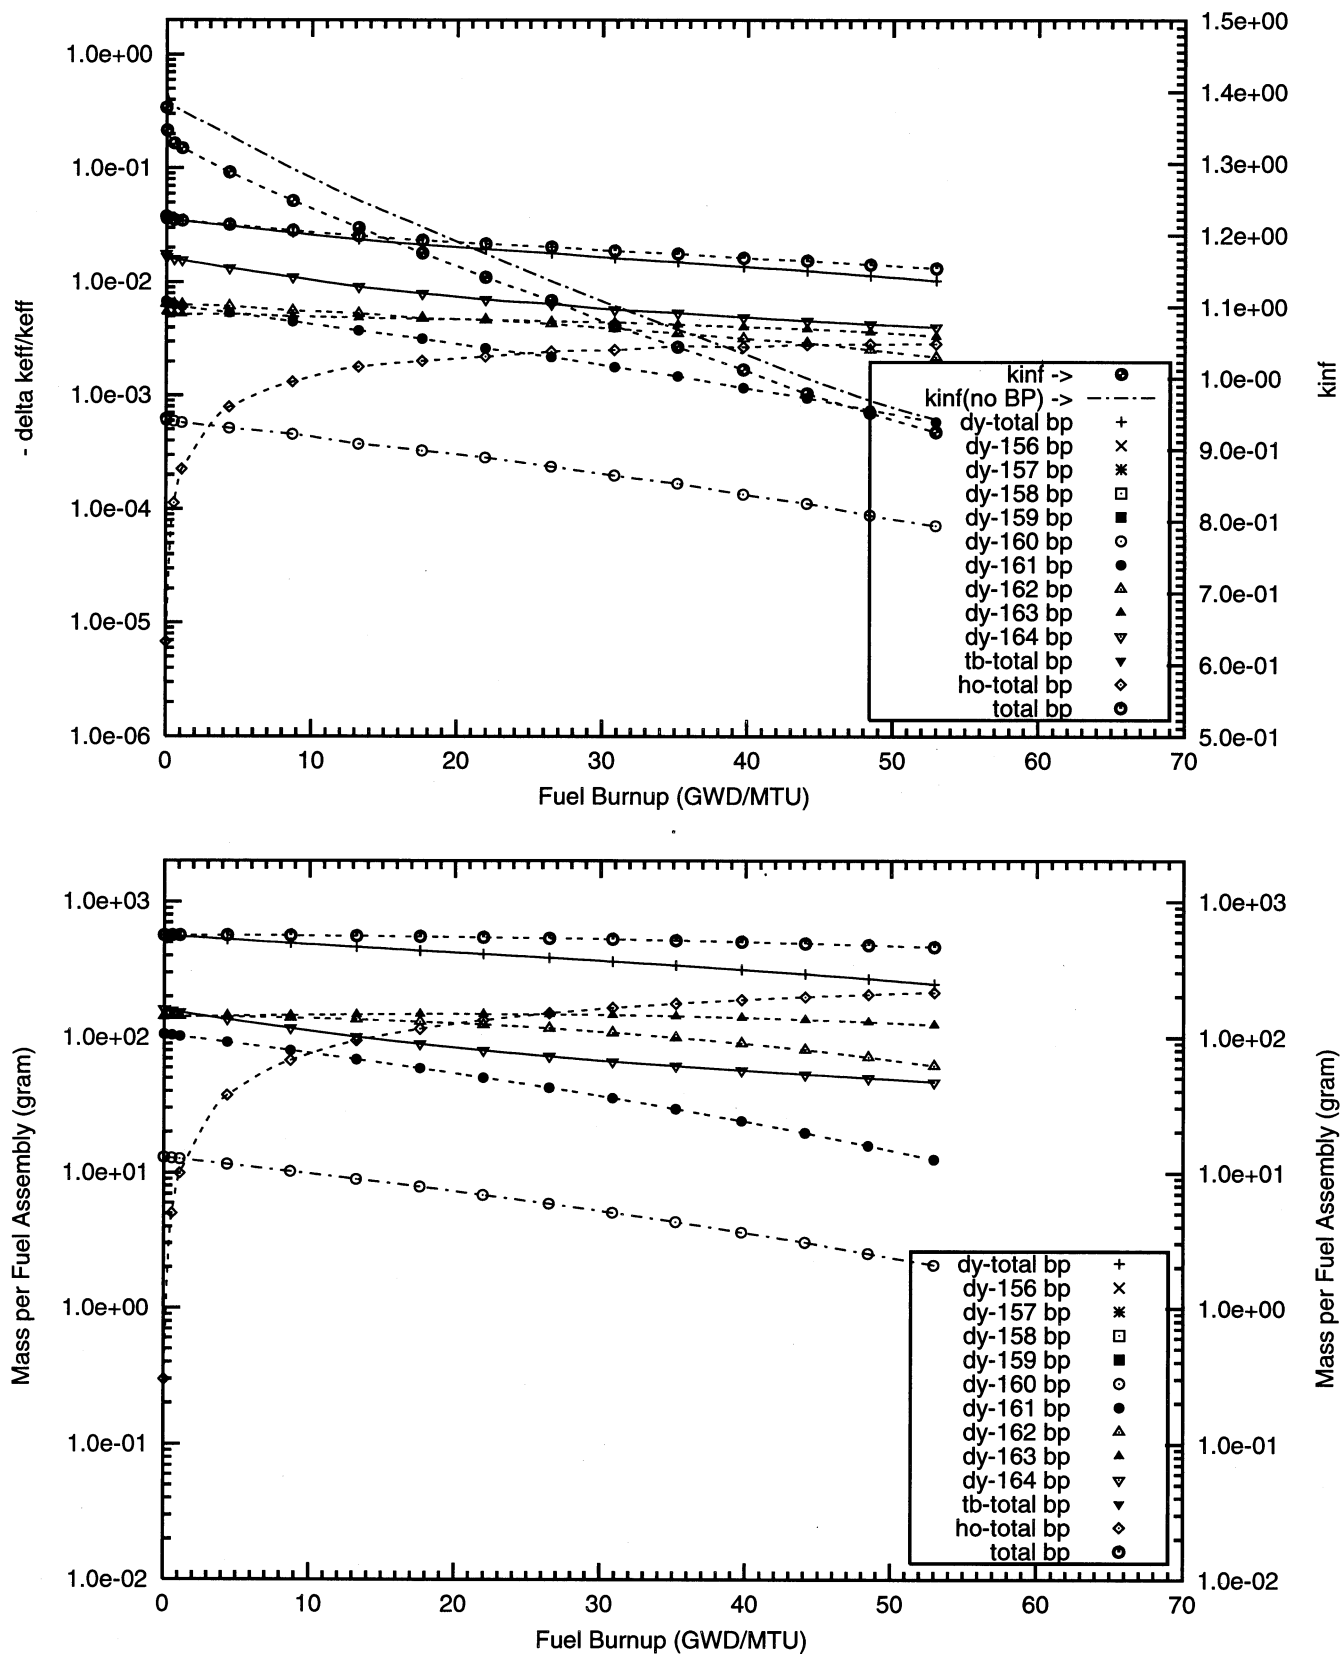 1.5e+00
1.0e+00
1.4e+00
1.0e-01
1.3e+00
1.2e+00
1.0e-02
1.1e+00
- delta keff/keff
kinf
1.0e-03
1.0e-00
kinf ->
kinf(no BP) ->
dy-total bp
dy-156 bp
9.0e-01
dy-157 bp
dy-158 bp
1.0e-04
dy-159 bp
8.0e-01
dy-160 bp
dy-161 bp
dy-162 bp
7.0e-01
dy-163 bp
1.0e-05
dy-164 bp
tb-total bp
6.0e-01
ho-total bp
total bp
1.0e-06
5.0e-01
0 10 20 30 40 50 60 70
Fuel Burnup (GWD/MTU)
1.0e+03
1.0e+03
1.0e+02
1.0e+02
Mass per Fuel Assembly (gram)
Mass per Fuel Assembly (gram)
1.0e+01
1.0e+01
dy-total bp
dy-156 bp
1.0e+00
1.0e+00
dy-157 bp
dy-158 bp
dy-159 bp
dy-160 bp
dy-161 bp
dy-162 bp
1.0e-01
1.0e-01
dy-163 bp
dy-164 bp
tb-total bp
ho-total bp
total bp
1.0e-02
1.0e-02
0 10 20 30 40 50 60 70
Fuel Burnup (GWD/MTU)